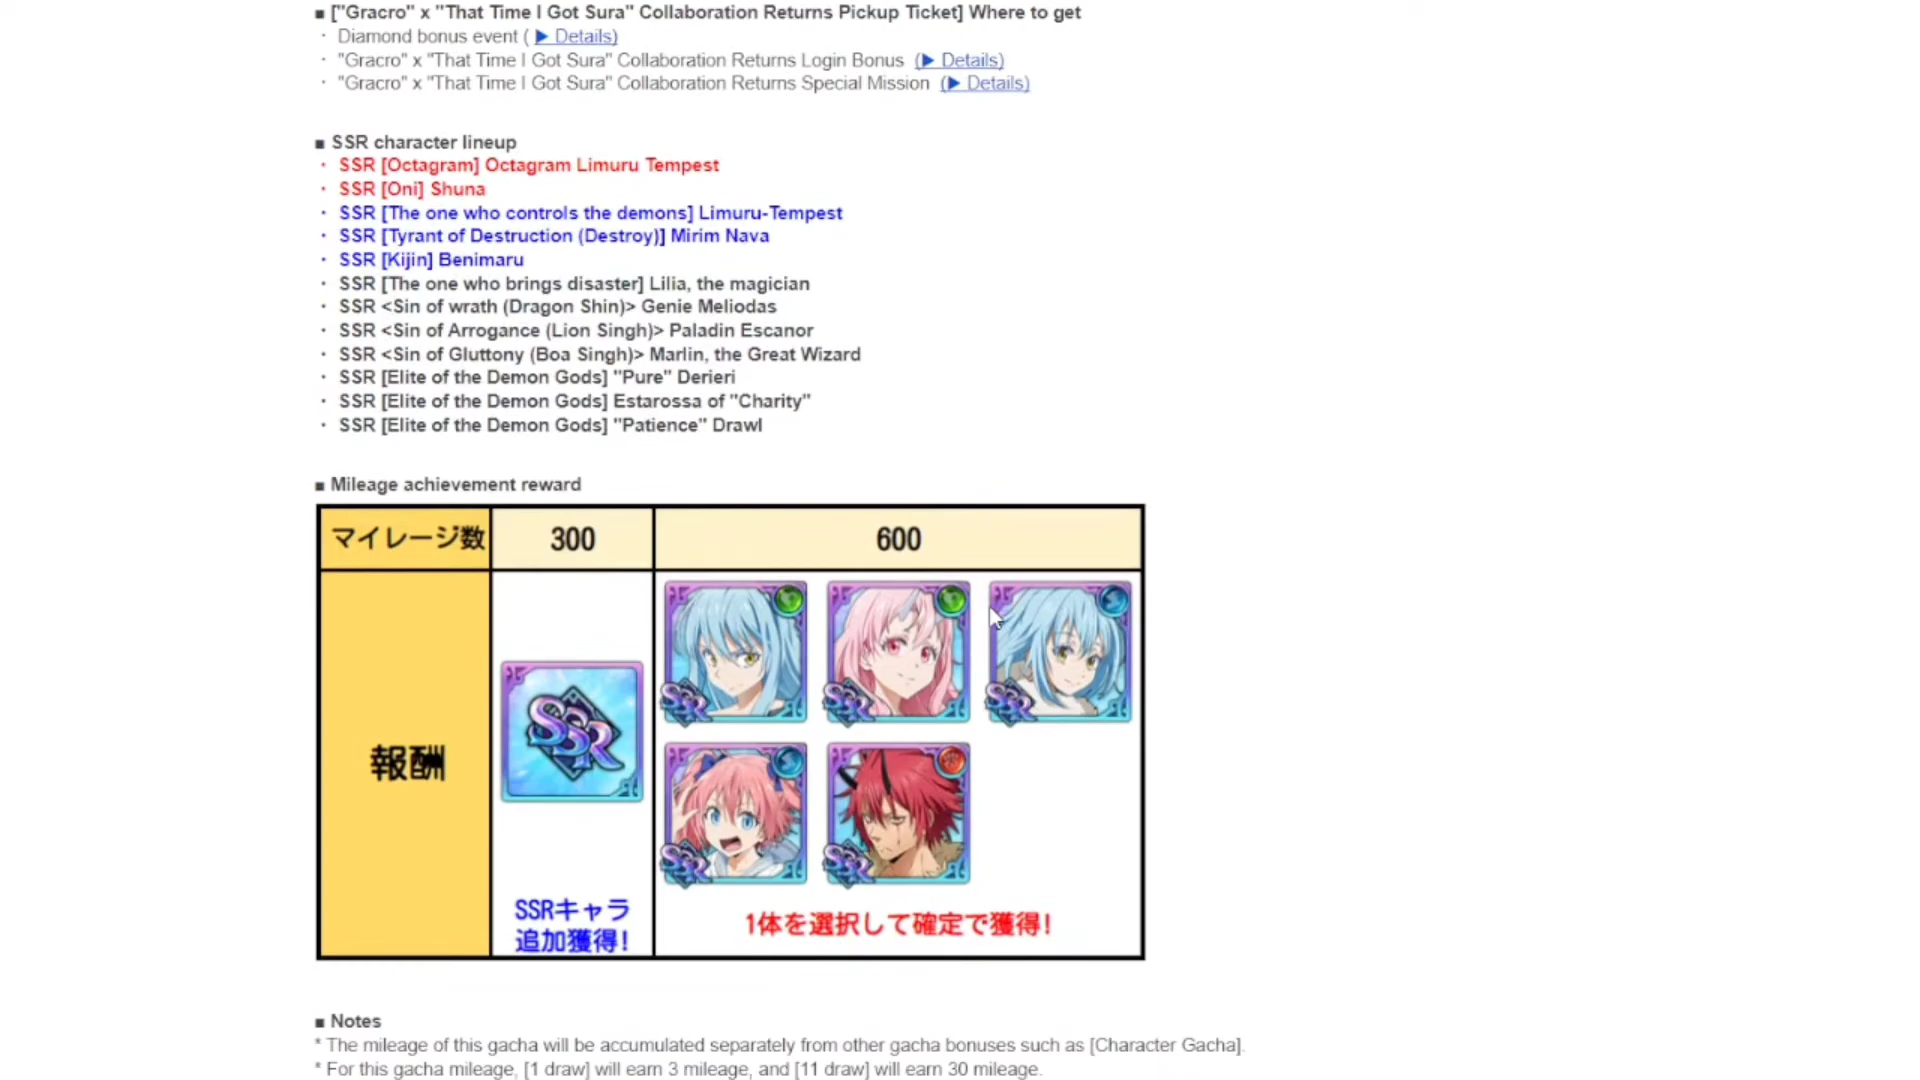 ■ ["Gracro" x "That Time I Got Sura" Collaboration Returns Pickup Ticket] Where to get
・ Diamond bonus event ( ▶ Details)
・ "Gracro" x "That Time I Got Sura" Collaboration Returns Login Bonus (▶ Details)
・ "Gracro" x "That Time I Got Sura" Collaboration Returns Special Mission (▶ Details)
■ SSR character lineup
・ SSR [Octagram] Octagram Limuru Tempest
・ SSR [Oni] Shuna
・ SSR [The one who controls the demons] Limuru-Tempest
・ SSR [Tyrant of Destruction (Destroy)] Mirim Nava
・ SSR [Kijin] Benimaru
・ SSR [The one who brings disaster] Lilia, the magician
・ SSR <Sin of wrath (Dragon Shin)> Genie Meliodas
・ SSR <Sin of Arrogance (Lion Singh)> Paladin Escanor
・ SSR <Sin of Gluttony (Boa Singh)> Marlin, the Great Wizard
・ SSR [Elite of the Demon Gods] "Pure" Derieri
・ SSR [Elite of the Demon Gods] Estarossa of "Charity"
・ SSR [Elite of the Demon Gods] "Patience" Drawl
■ Mileage achievement reward
マイレージ数 300 600
SSR SSR SSR
報酬 SSR
SSR SSR
SSRキャラ
追加獲得!
1体を選択して確定で獲得!
■ Notes
* The mileage of this gacha will be accumulated separately from other gacha bonuses such as [Character Gacha].
* For this gacha mileage, [1 draw] will earn 3 mileage, and [11 draw] will earn 30 mileage.